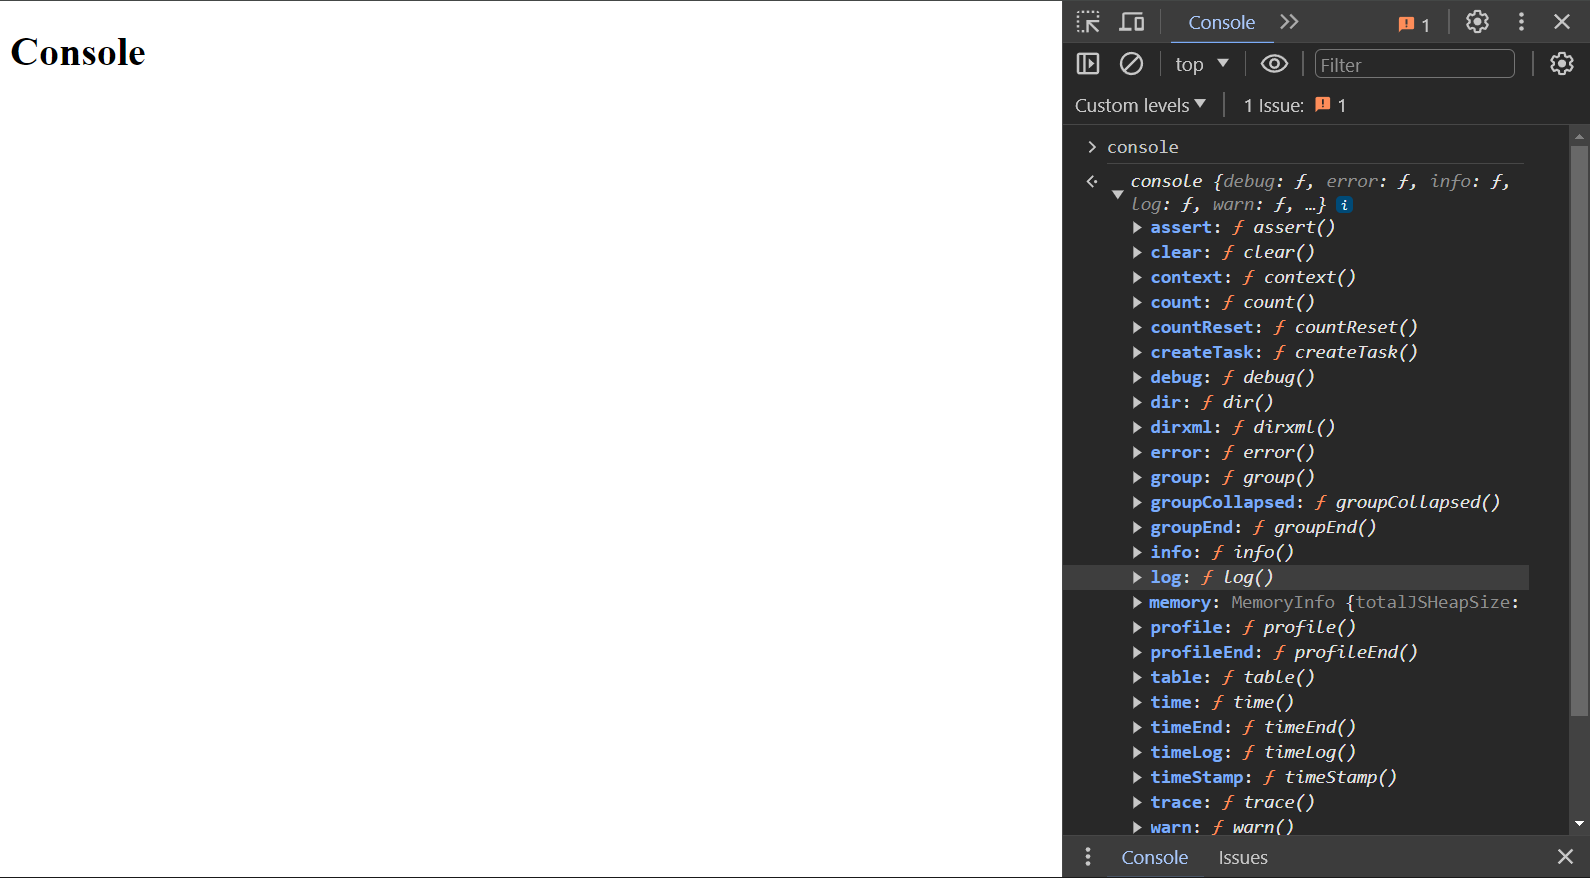 Console
Console
1
top
Filter
Custom levels
1 Issue:
1
console
console {debug: ƒ, error: ƒ, info: ƒ,
log: ƒ, warn: ƒ, …} i
assert: ƒ assert()
clear: ƒ clear()
context: ƒ context()
count: ƒ count()
countReset: ƒ countReset()
createTask: ƒ createTask()
debug: ƒ debug()
dir: ƒ dir()
dirxml: ƒ dirxml()
error: ƒ error()
group: ƒ group()
groupCollapsed: ƒ groupCollapsed()
groupEnd: ƒ groupEnd()
info: ƒ info()
log: ƒ log()
memory: MemoryInfo {totalJSHeapSize:
profile: ƒ profile()
profileEnd: ƒ profileEnd()
table: ƒ table()
time: ƒ time()
timeEnd: ƒ timeEnd()
timeLog: ƒ timeLog()
timeStamp: ƒ timeStamp()
trace: ƒ trace()
warn: ƒ warn()
Console Issues